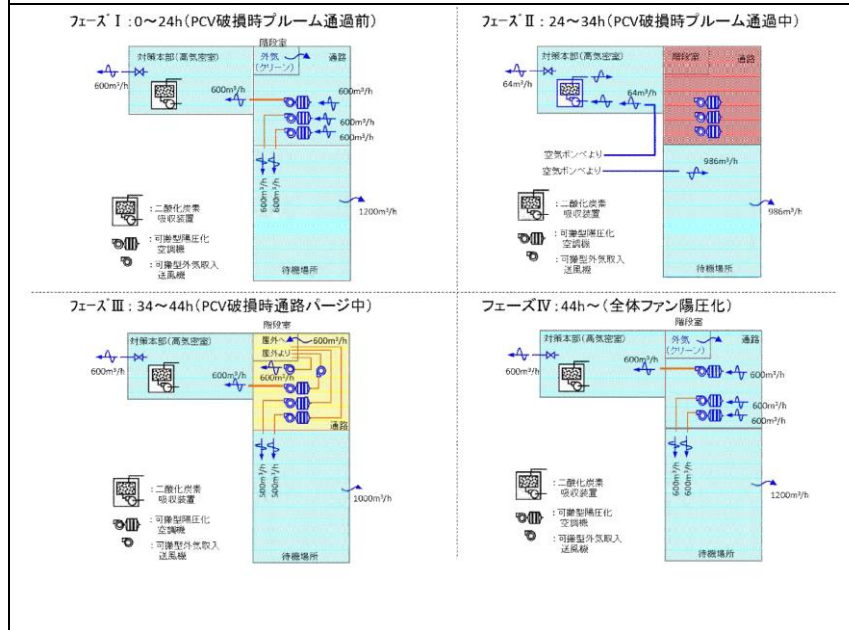 フェーズⅠ:0~24h(PCV破損時プルーム通過前)
階段室
対策本部(高気密室)
外気
(クリーン)
通路
600m³/h
600m³/h
600m³/h
600m³/h
600m³/h
600m³/h
600m³/h
1200m³/h
:二酸化炭素
吸収装置
:可搬型陽圧化
空調機
:可搬型外気取入
送風機
待機場所
フェーズⅡ:24~34h(PCV破損時プルーム通過中)
対策本部(高気密室)
階段室
通路
64m³/h
64m³/h
空気ボンベより
空気ボンベより
986m³/h
986m³/h
:二酸化炭素
吸収装置
:可搬型陽圧化
空調機
:可搬型外気取入
送風機
待機場所
フェーズⅢ:34~44h(PCV破損時通路パージ中)
階段室
対策本部(高気密室)
屋外へ
600m³/h
屋外より
600m³/h
600m³/h
600m³/h
通路
500m³/h
500m³/h
1000m³/h
:二酸化炭素
吸収装置
:可搬型陽圧化
空調機
:可搬型外気取入
送風機
待機場所
フェーズⅣ:44h~(全体ファン陽圧化)
階段室
対策本部(高気密室)
外気
(クリーン)
通路
600m³/h
600m³/h
600m³/h
600m³/h
600m³/h
600m³/h
600m³/h
1200m³/h
:二酸化炭素
吸収装置
:可搬型陽圧化
空調機
:可搬型外気取入
送風機
待機場所